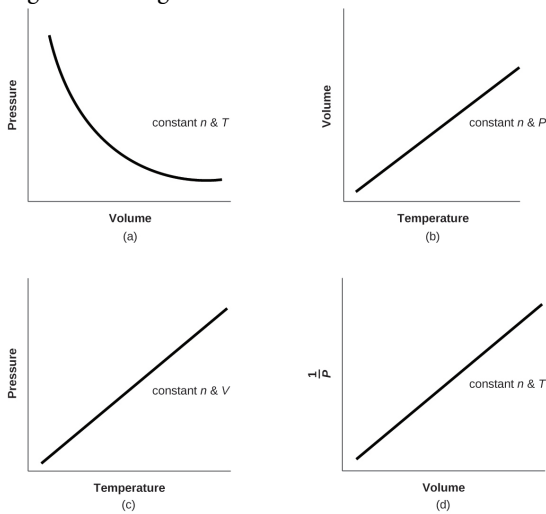 Pressure
constant n & T
Volume
(a)
Volume
constant n & P
Temperature
(b)
Pressure
constant n & V
Temperature
(c)
1/P
constant n & T
Volume
(d)